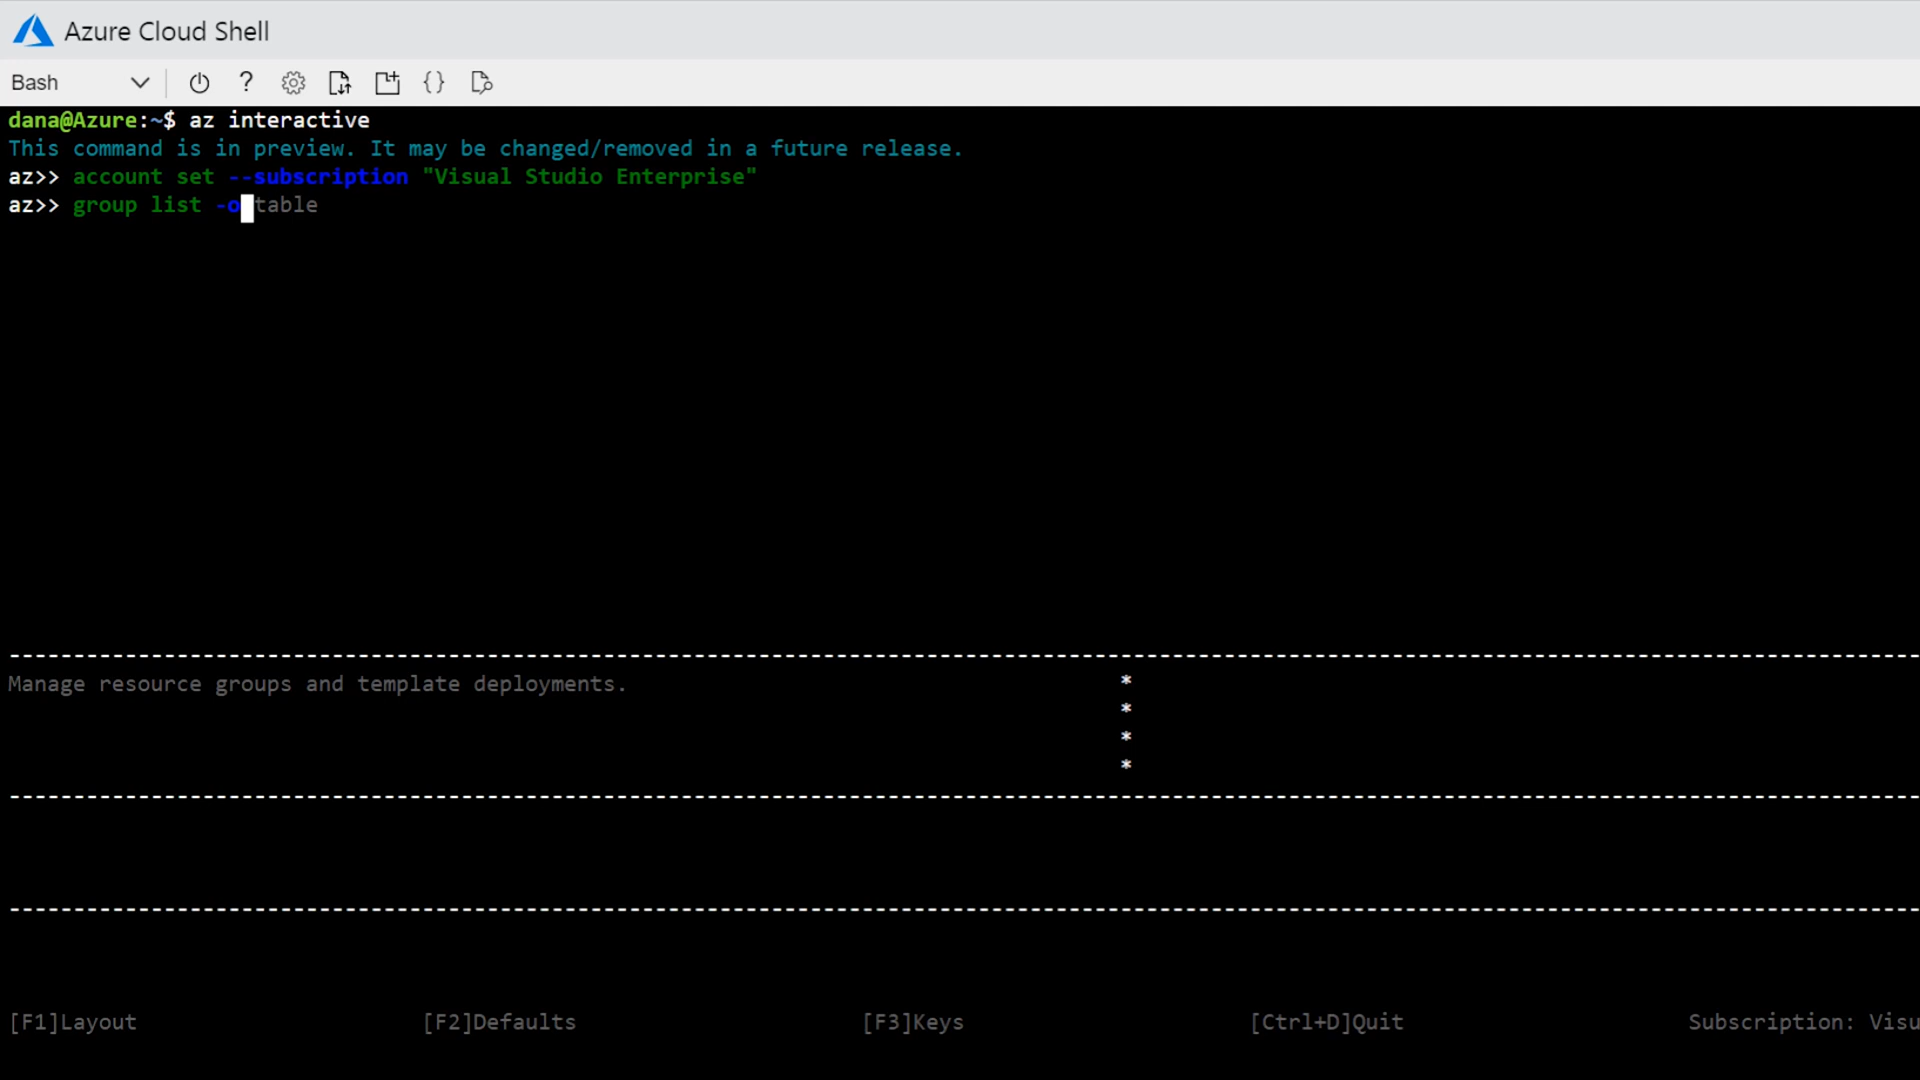 Azure Cloud Shell
Bash
dana@Azure:~$ az interactive
This command is in preview. It may be changed/removed in a future release.
az>> account set --subscription "Visual Studio Enterprise"
az>> group list -o table
Manage resource groups and template deployments. *
*
*
*
[F1]Layout [F2]Defaults [F3]Keys [Ctrl+D]Quit Subscription: Visu